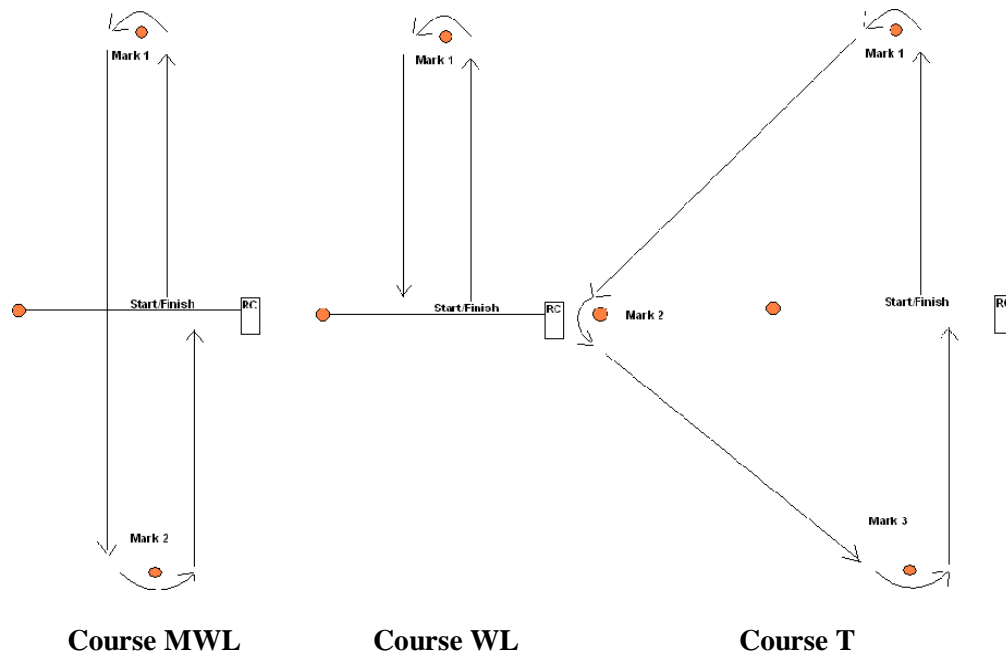 Mark 1
Mark 1
Mark 1
Start/Finish
RC
Start/Finish
RC
Mark 2
Start/Finish
RC
Mark 2
Mark 3
Course MWL
Course WL
Course T